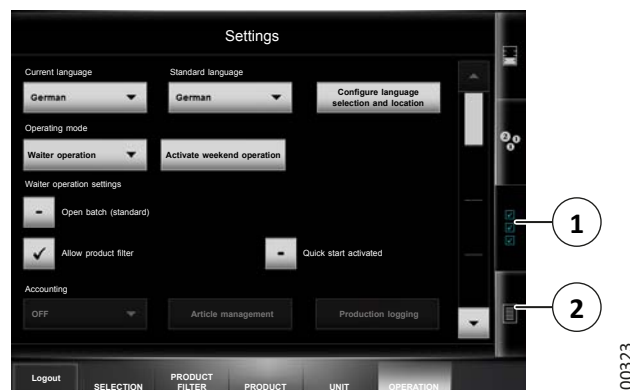 Settings
Current language
Standard language
German
German
Configure language
selection and location
Operating mode
Waiter operation
Activate weekend operation
Waiter operation settings
Open batch (standard)
Allow product filter
Quick start activated
Accounting
OFF
Article management
Production logging
Logout
SELECTION
PRODUCT
FILTER
PRODUCT
UNIT
OPERATION
1
2
00323